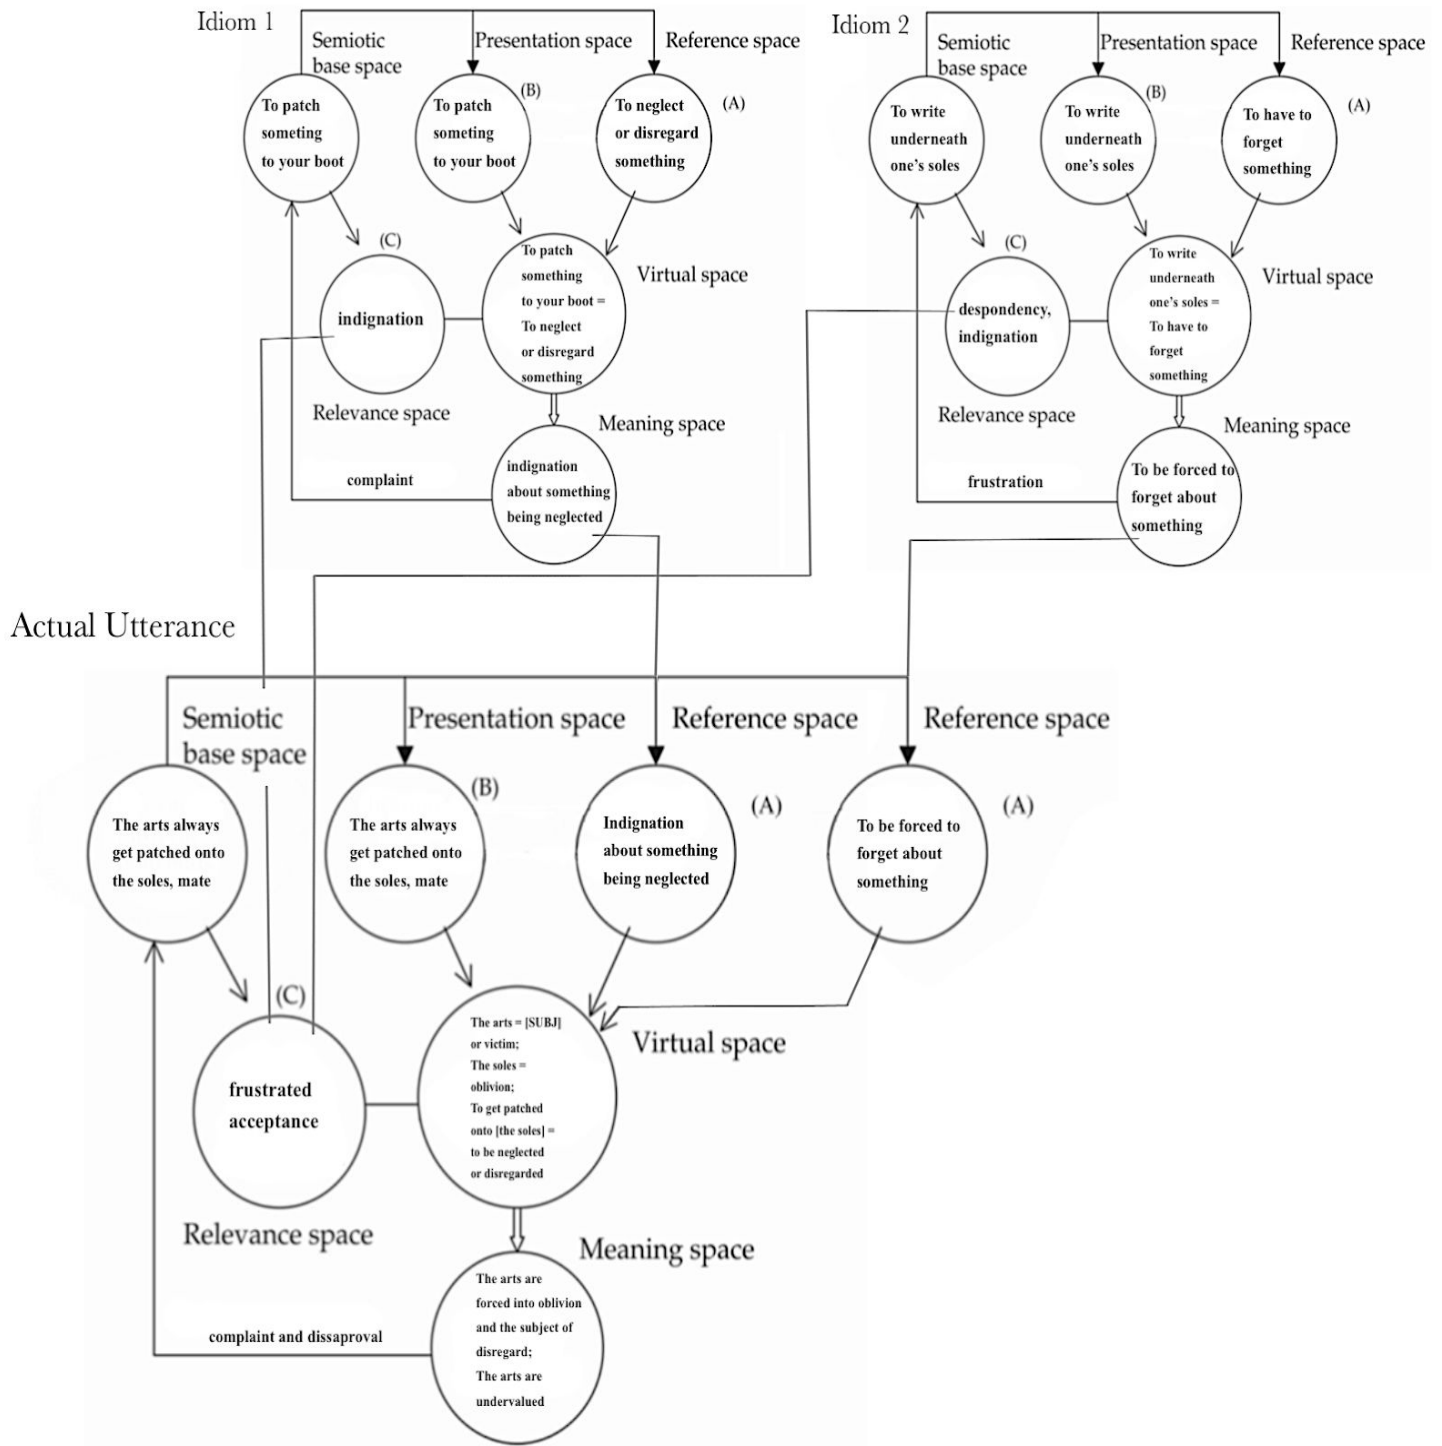 Idiom 1
Semiotic
base space
Presentation space
Reference space
To patch
someting
to your boot
(B)
To patch
someting
to your boot
To neglect
or disregard
something
(A)
(C)
indignation
Relevance space
To patch
something
to your boot =
To neglect
or disregard
something
Virtual space
Meaning space
indignation
about something
being neglected
complaint
Idiom 2
Semiotic
base space
Presentation space
Reference space
To write
underneath
one's soles
(B)
To write
underneath
one's soles
To have to
forget
something
(A)
(C)
despondency,
indignation
Relevance space
To write
underneath
one's soles =
To have to
forget
something
Virtual space
Meaning space
To be forced to
forget about
something
frustration
Actual Utterance
Semiotic
base space
Presentation space
Reference space
Reference space
The arts always
get patched onto
the soles, mate
(B)
The arts always
get patched onto
the soles, mate
Indignation
about something
being neglected
(A)
To be forced to
forget about
something
(A)
(C)
frustrated
acceptance
Relevance space
The arts = [SUBJ]
or victim;
The soles =
oblivion;
To get patched
onto [the soles] =
to be neglected
or disregarded
Virtual space
Meaning space
The arts are
forced into oblivion
and the subject of
disregard;
The arts are
undervalued
complaint and dissaproval